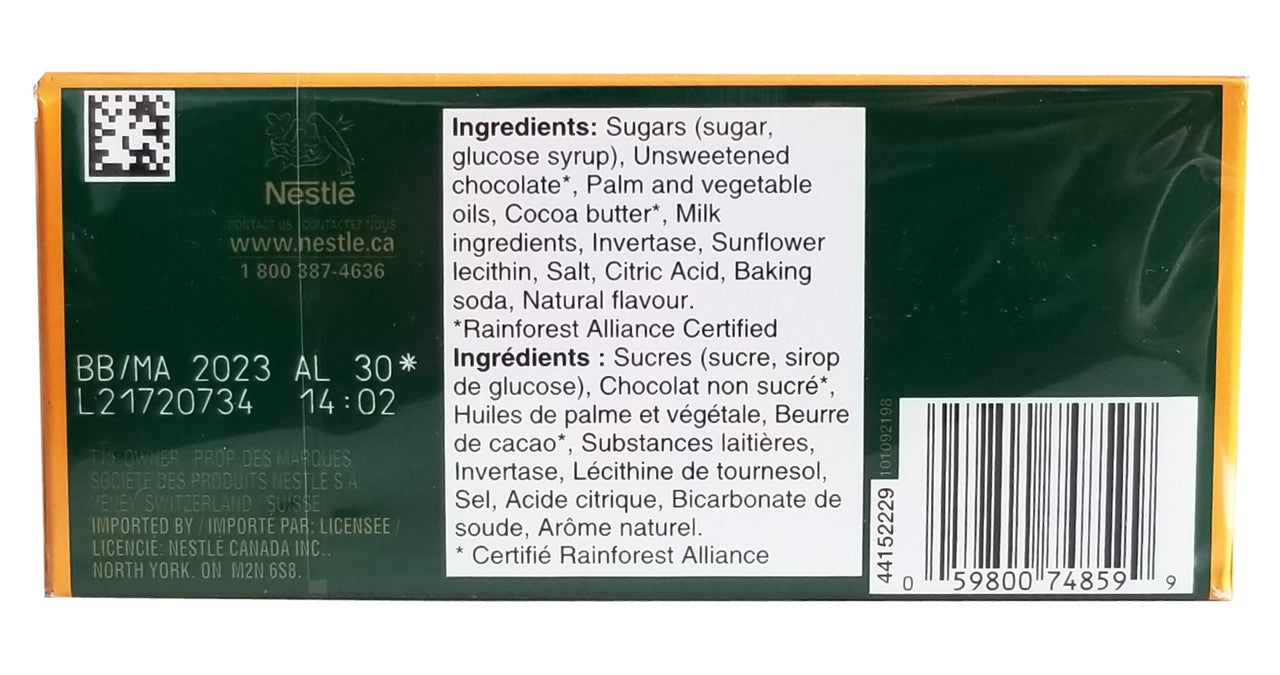 Nestlé
CONTACT US / CONTACTEZ-NOUS
www.nestle.ca
1 800 387-4636
BB/MA 2023 AL 30*
L21720734 14:02
T.M. OWNER / PROP. DES MARQUES:
SOCIÉTÉ DES PRODUITS NESTLÉ S.A.
VEVEY, SWITZERLAND / SUISSE
IMPORTED BY / IMPORTÉ PAR: LICENSEE /
LICENCIÉ: NESTLÉ CANADA INC.,
NORTH YORK, ON M2N 6S8.
Ingredients: Sugars (sugar,
glucose syrup), Unsweetened
chocolate*, Palm and vegetable
oils, Cocoa butter*, Milk
ingredients, Invertase, Sunflower
lecithin, Salt, Citric Acid, Baking
soda, Natural flavour.
*Rainforest Alliance Certified
Ingrédients : Sucres (sucre, sirop
de glucose), Chocolat non sucré*,
Huiles de palme et végétale, Beurre
de cacao*, Substances laitières,
Invertase, Lécithine de tournesol,
Sel, Acide citrique, Bicarbonate de
soude, Arôme naturel.
* Certifié Rainforest Alliance
101092198
44152229
0 59800 74859 9